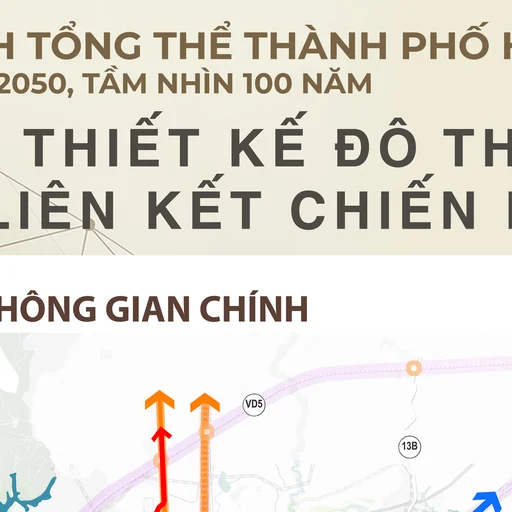 H TỔNG THỂ THÀNH PHỐ H
2050, TẦM NHÌN 100 NĂM
THIẾT KẾ ĐÔ TH
LIÊN KẾT CHIẾN
HÔNG GIAN CHÍNH
VD5
13B